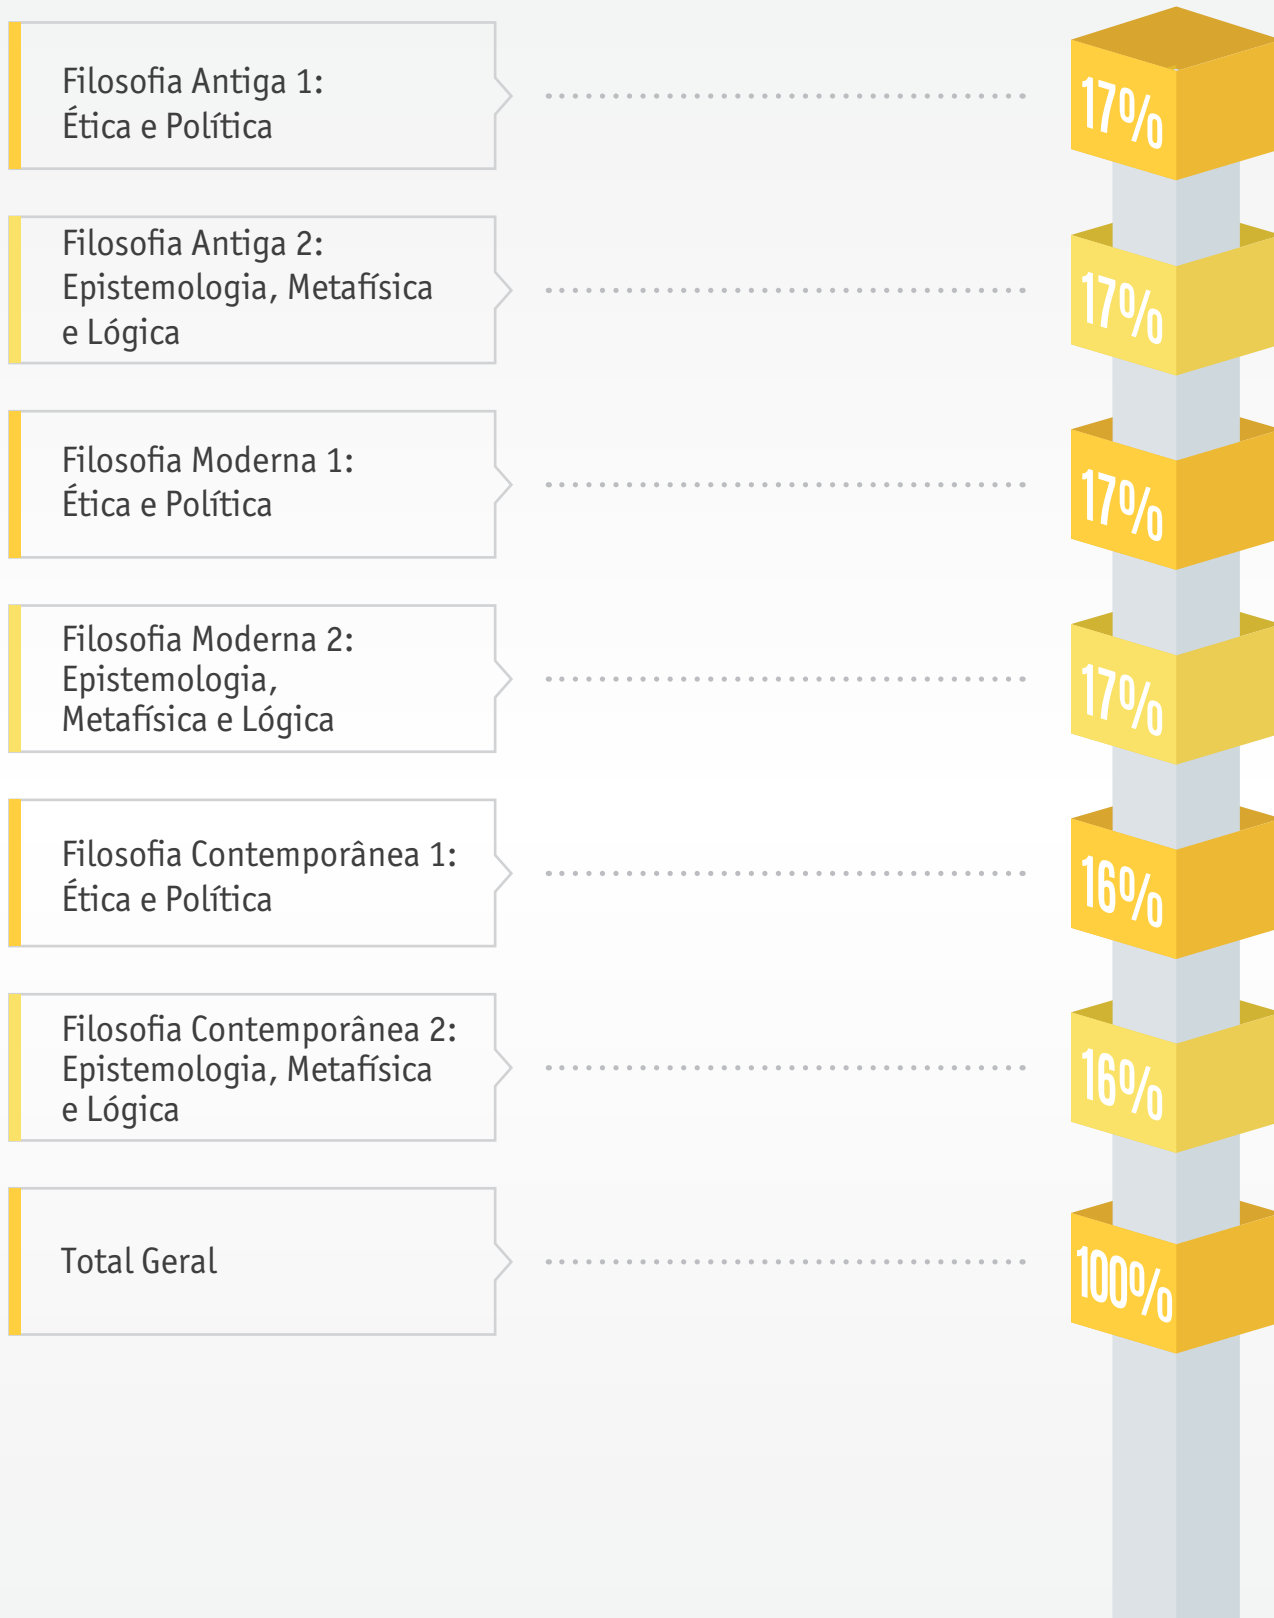 Filosofia Antiga 1:
Ética e Política
17%
Filosofia Antiga 2:
Epistemologia, Metafísica
e Lógica
17%
Filosofia Moderna 1:
Ética e Política
17%
Filosofia Moderna 2:
Epistemologia,
Metafísica e Lógica
17%
Filosofia Contemporânea 1:
Ética e Política
16%
Filosofia Contemporânea 2:
Epistemologia, Metafísica
e Lógica
16%
Total Geral
100%